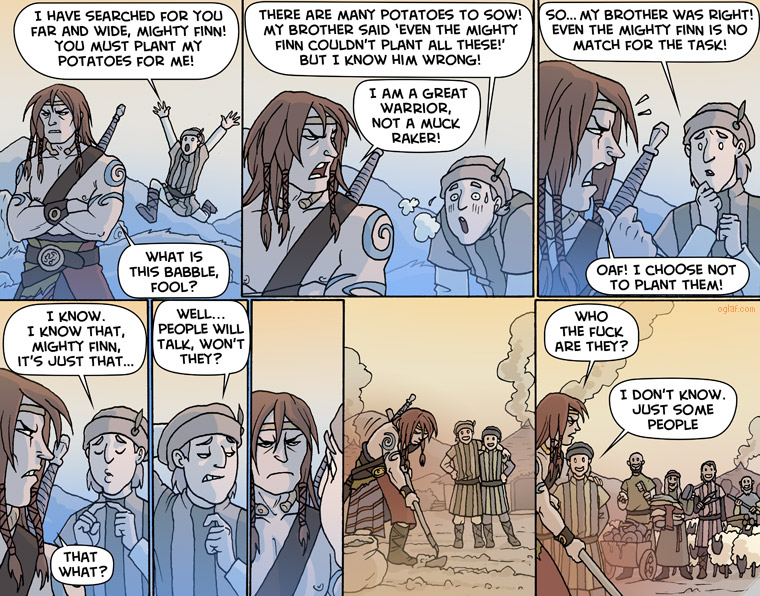 I HAVE SEARCHED FOR YOU
FAR AND WIDE, MIGHTY FINN!
YOU MUST PLANT MY
POTATOES FOR ME!
WHAT IS
THIS BABBLE,
FOOL?
THERE ARE MANY POTATOES TO SOW!
MY BROTHER SAID 'EVEN THE MIGHTY
FINN COULDN'T PLANT ALL THESE!'
BUT I KNOW HIM WRONG!
I AM A GREAT
WARRIOR,
NOT A MUCK
RAKER!
SO... MY BROTHER WAS RIGHT!
EVEN THE MIGHTY FINN IS NO
MATCH FOR THE TASK!
OAF! I CHOOSE NOT
TO PLANT THEM!
I KNOW.
I KNOW THAT,
MIGHTY FINN,
IT'S JUST THAT...
THAT
WHAT?
WELL...
PEOPLE WILL
TALK, WON'T
THEY?
oglaf.com
WHO
THE FUCK
ARE THEY?
I DON'T KNOW.
JUST SOME
PEOPLE